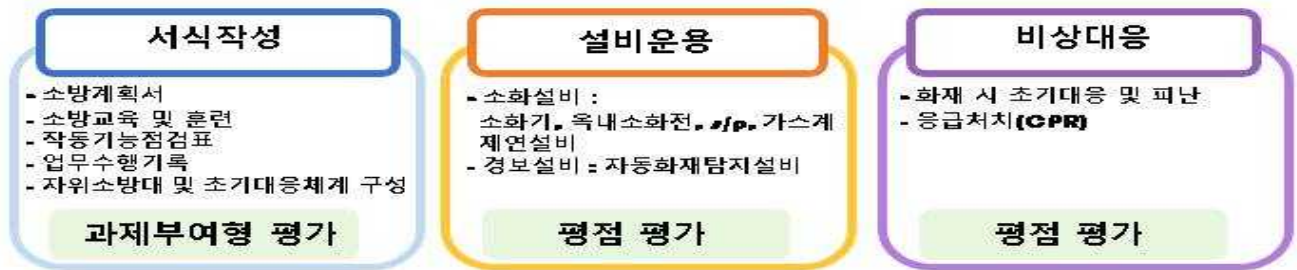 서식작성
- 소방계획서
- 소방교육 및 훈련
- 작동기능점검표
- 업무수행기록
- 자위소방대 및 초기대응체계 구성
과제부여형 평가
설비운용
- 소화설비 :
소화기, 옥내소화전, s/p, 가스계
제연설비
- 경보설비 : 자동화재탐지설비
평점 평가
비상대응
- 화재 시 초기대응 및 피난
- 응급처치(CPR)
평점 평가